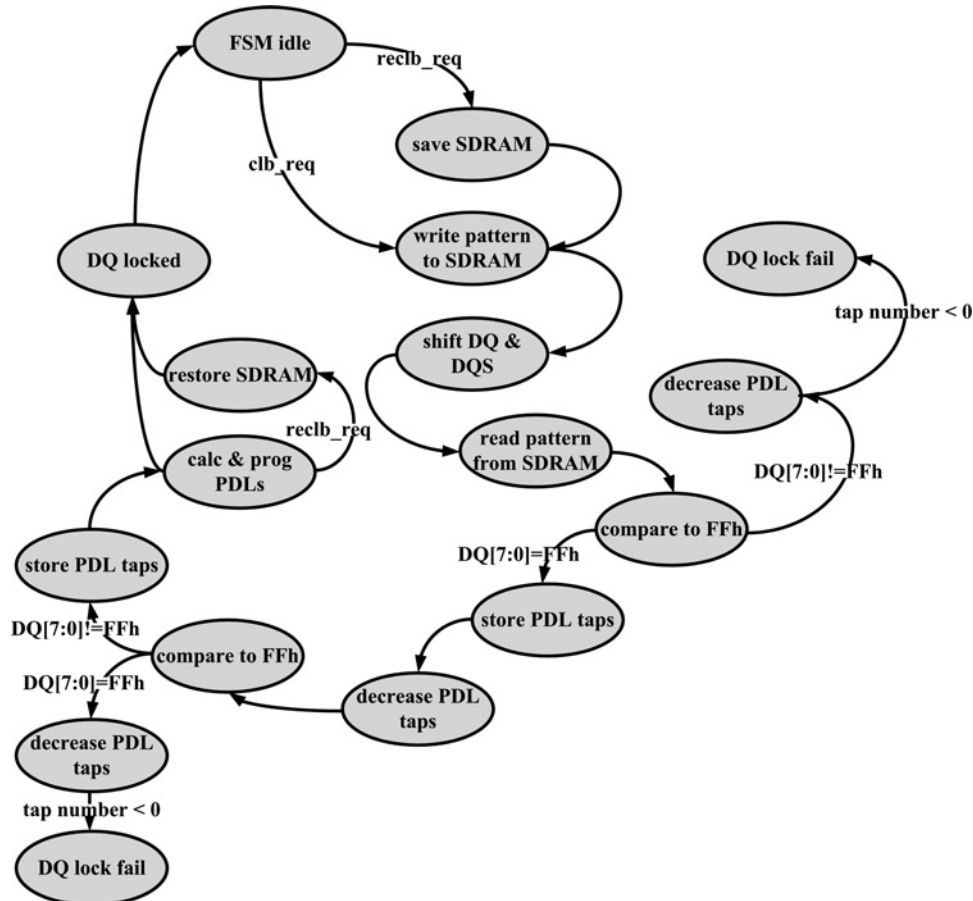 FSM idle
reclb_req
save SDRAM
clb_req
write pattern
to SDRAM
DQ locked
DQ lock fail
tap number < 0
shift DQ &
DQS
restore SDRAM
decrease PDL
taps
reclb_req
read pattern
from SDRAM
calc & prog
PDLs
DQ[7:0]!=FFh
compare to FFh
DQ[7:0]=FFh
store PDL taps
store PDL taps
DQ[7:0]!=FFh
compare to FFh
DQ[7:0]=FFh
decrease PDL
taps
decrease PDL
taps
tap number < 0
DQ lock fail